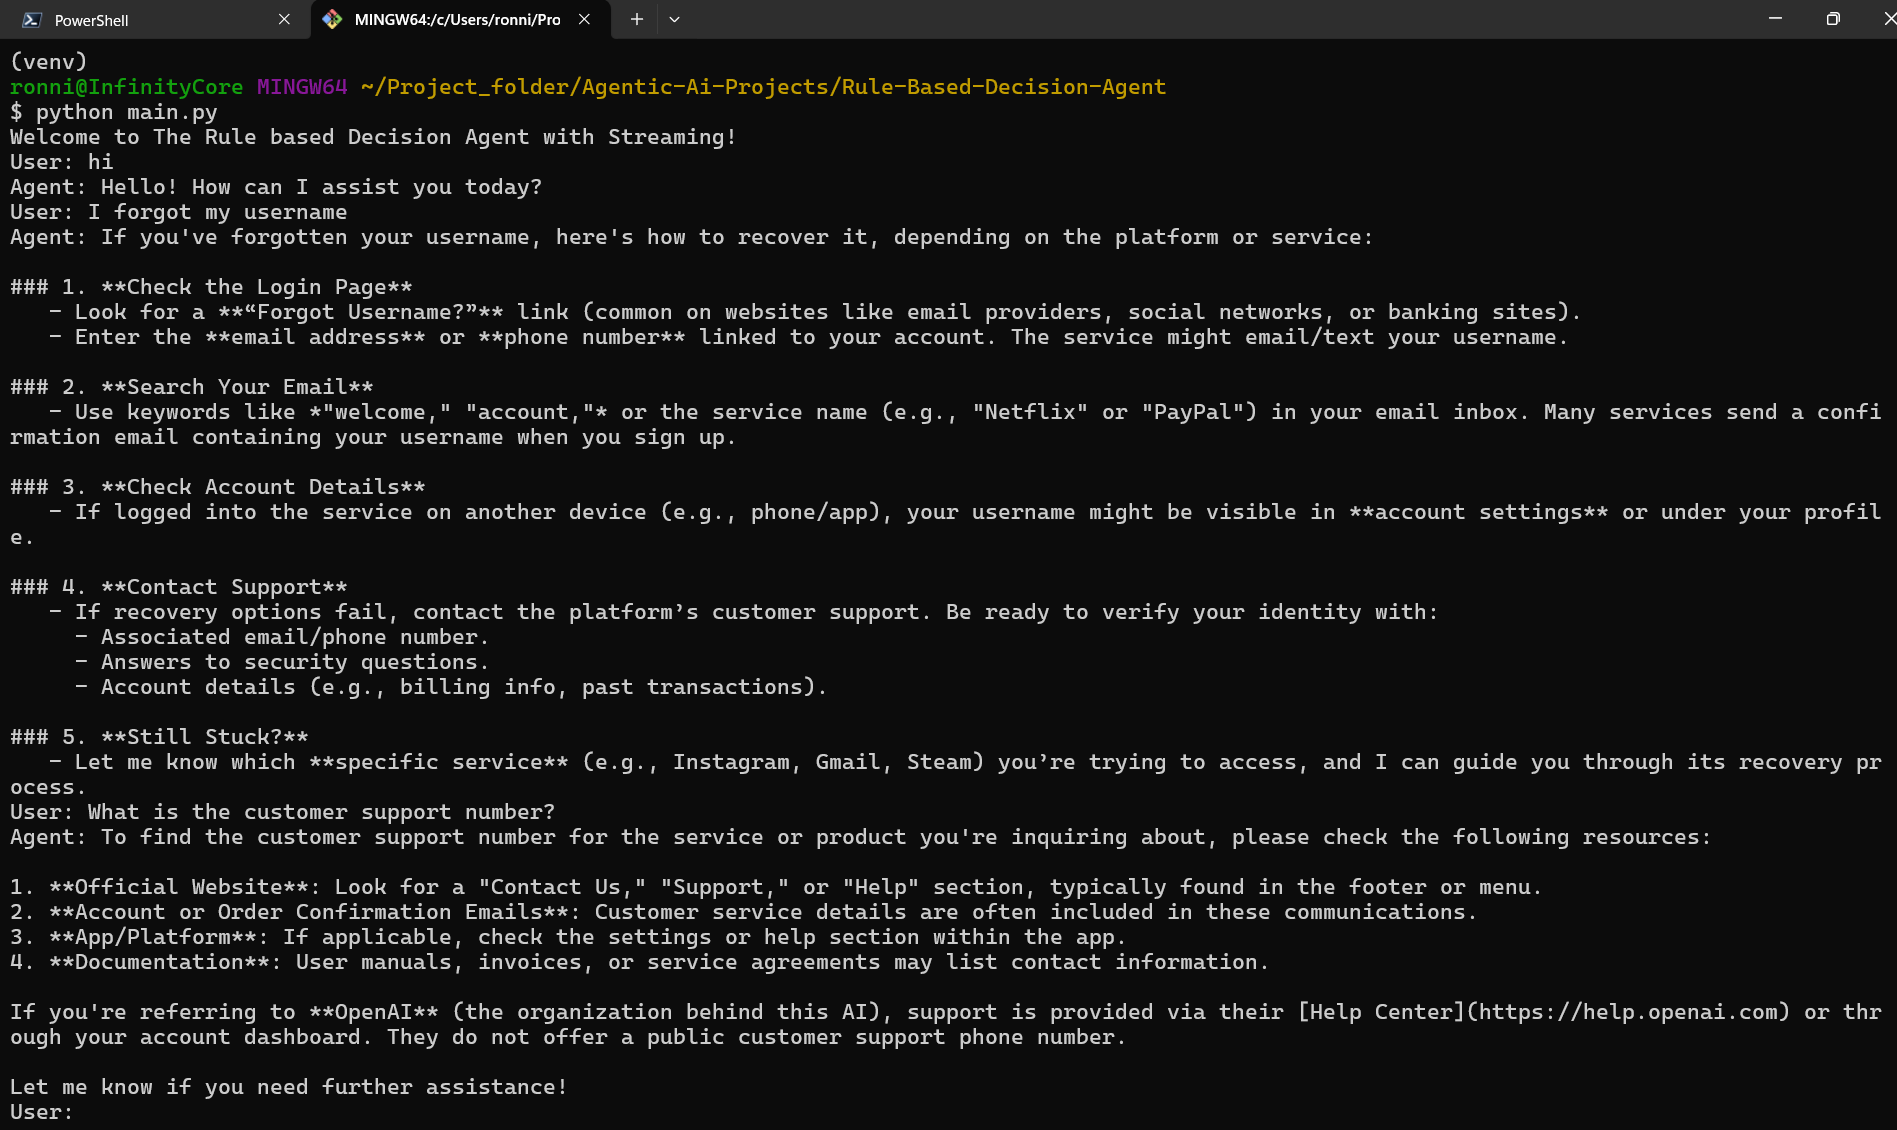 PowerShell
MINGW64:/c/Users/ronni/Pro
(venv)
ronni@InfinityCore MINGW64 ~/Project_folder/Agentic-Ai-Projects/Rule-Based-Decision-Agent
$ python main.py
Welcome to The Rule based Decision Agent with Streaming!
User: hi
Agent: Hello! How can I assist you today?
User: I forgot my username
Agent: If you've forgotten your username, here's how to recover it, depending on the platform or service:
### 1. **Check the Login Page**
- Look for a **“Forgot Username?”** link (common on websites like email providers, social networks, or banking sites).
- Enter the **email address** or **phone number** linked to your account. The service might email/text your username.
### 2. **Search Your Email**
- Use keywords like *"welcome," "account,"* or the service name (e.g., "Netflix" or "PayPal") in your email inbox. Many services send a confi
rmation email containing your username when you sign up.
### 3. **Check Account Details**
- If logged into the service on another device (e.g., phone/app), your username might be visible in **account settings** or under your profil
e.
### 4. **Contact Support**
- If recovery options fail, contact the platform’s customer support. Be ready to verify your identity with:
- Associated email/phone number.
- Answers to security questions.
- Account details (e.g., billing info, past transactions).
### 5. **Still Stuck?**
- Let me know which **specific service** (e.g., Instagram, Gmail, Steam) you’re trying to access, and I can guide you through its recovery pr
ocess.
User: What is the customer support number?
Agent: To find the customer support number for the service or product you're inquiring about, please check the following resources:
1. **Official Website**: Look for a "Contact Us," "Support," or "Help" section, typically found in the footer or menu.
2. **Account or Order Confirmation Emails**: Customer service details are often included in these communications.
3. **App/Platform**: If applicable, check the settings or help section within the app.
4. **Documentation**: User manuals, invoices, or service agreements may list contact information.
If you're referring to **OpenAI** (the organization behind this AI), support is provided via their [Help Center](https://help.openai.com) or thr
ough your account dashboard. They do not offer a public customer support phone number.
Let me know if you need further assistance!
User: